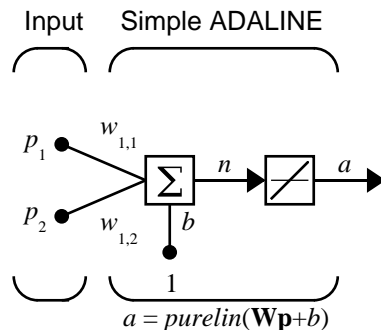 Input Simple ADALINE
p1 w1,1 n a
Σ
p2 w1,2 b
1
a = purelin(Wp+b)